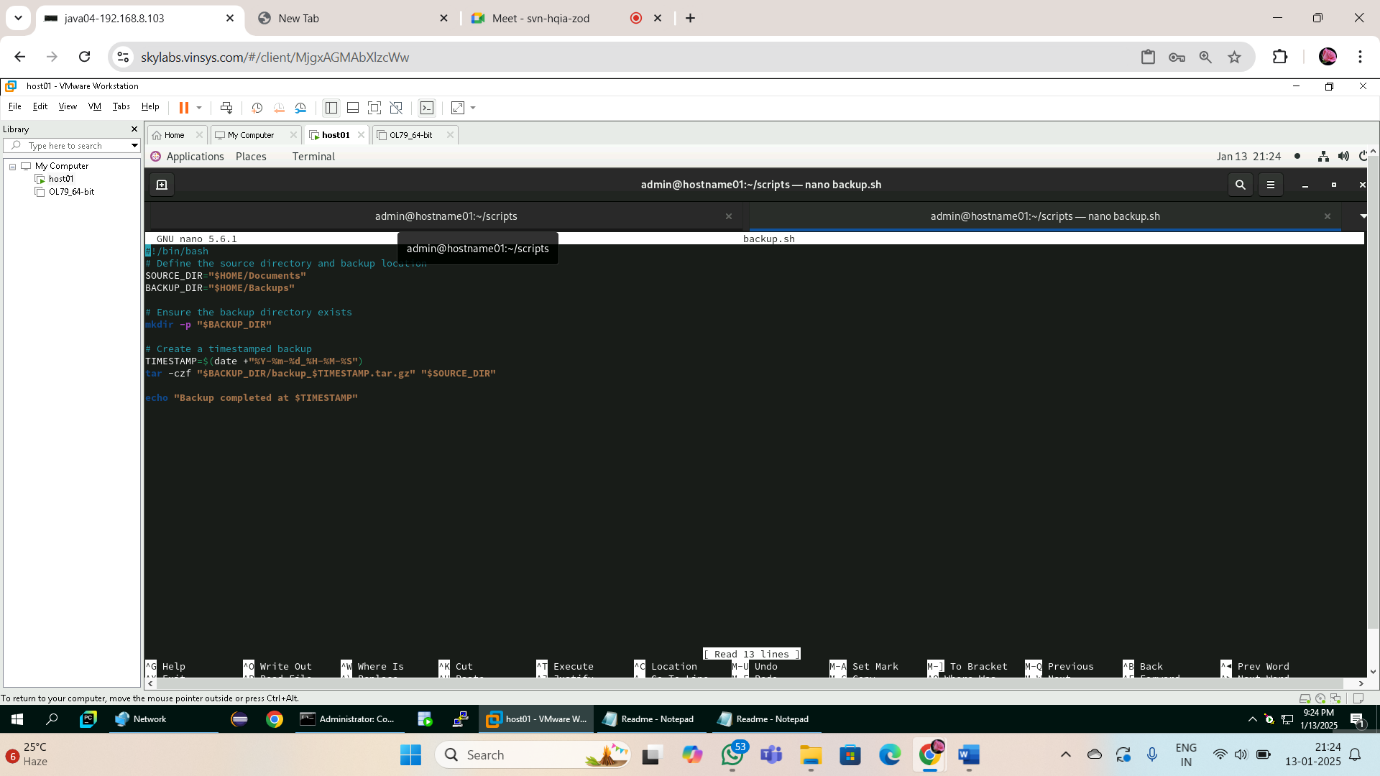 java04-192.168.8.103
New Tab
Meet - svn-hqia-zod
skylabs.vinsys.com/#/client/MjgxAGMAbXlzcWw
host01 - VMware Workstation
File Edit View VM Tabs Help
Library
Type here to search
My Computer
host01
OL79_64-bit
Home
My Computer
host01
OL79_64-bit
Applications Places Terminal
Jan 13 21:24
admin@hostname01:~/scripts — nano backup.sh
admin@hostname01:~/scripts
admin@hostname01:~/scripts — nano backup.sh
GNU nano 5.6.1 backup.sh
admin@hostname01:~/scripts
#!/bin/bash
# Define the source directory and backup location
SOURCE_DIR="$HOME/Documents"
BACKUP_DIR="$HOME/Backups"
# Ensure the backup directory exists
mkdir -p "$BACKUP_DIR"
# Create a timestamped backup
TIMESTAMP=$(date +"%Y-%m-%d_%H-%M-%S")
tar -czf "$BACKUP_DIR/backup_$TIMESTAMP.tar.gz" "$SOURCE_DIR"
echo "Backup completed at $TIMESTAMP"
[ Read 13 lines ]
^G Help ^O Write Out ^W Where Is ^K Cut ^T Execute ^C Location M-U Undo M-A Set Mark M-] To Bracket M-Q Previous ^B Back ^◄ Prev Word
To return to your computer, move the mouse pointer outside or press Ctrl+Alt.
Network
Administrator: Co...
host01 - VMware W...
Readme - Notepad
Readme - Notepad
9:24 PM
1/13/2025
1
6
25°C
Haze
Search
53
ENG
IN
21:24
13-01-2025